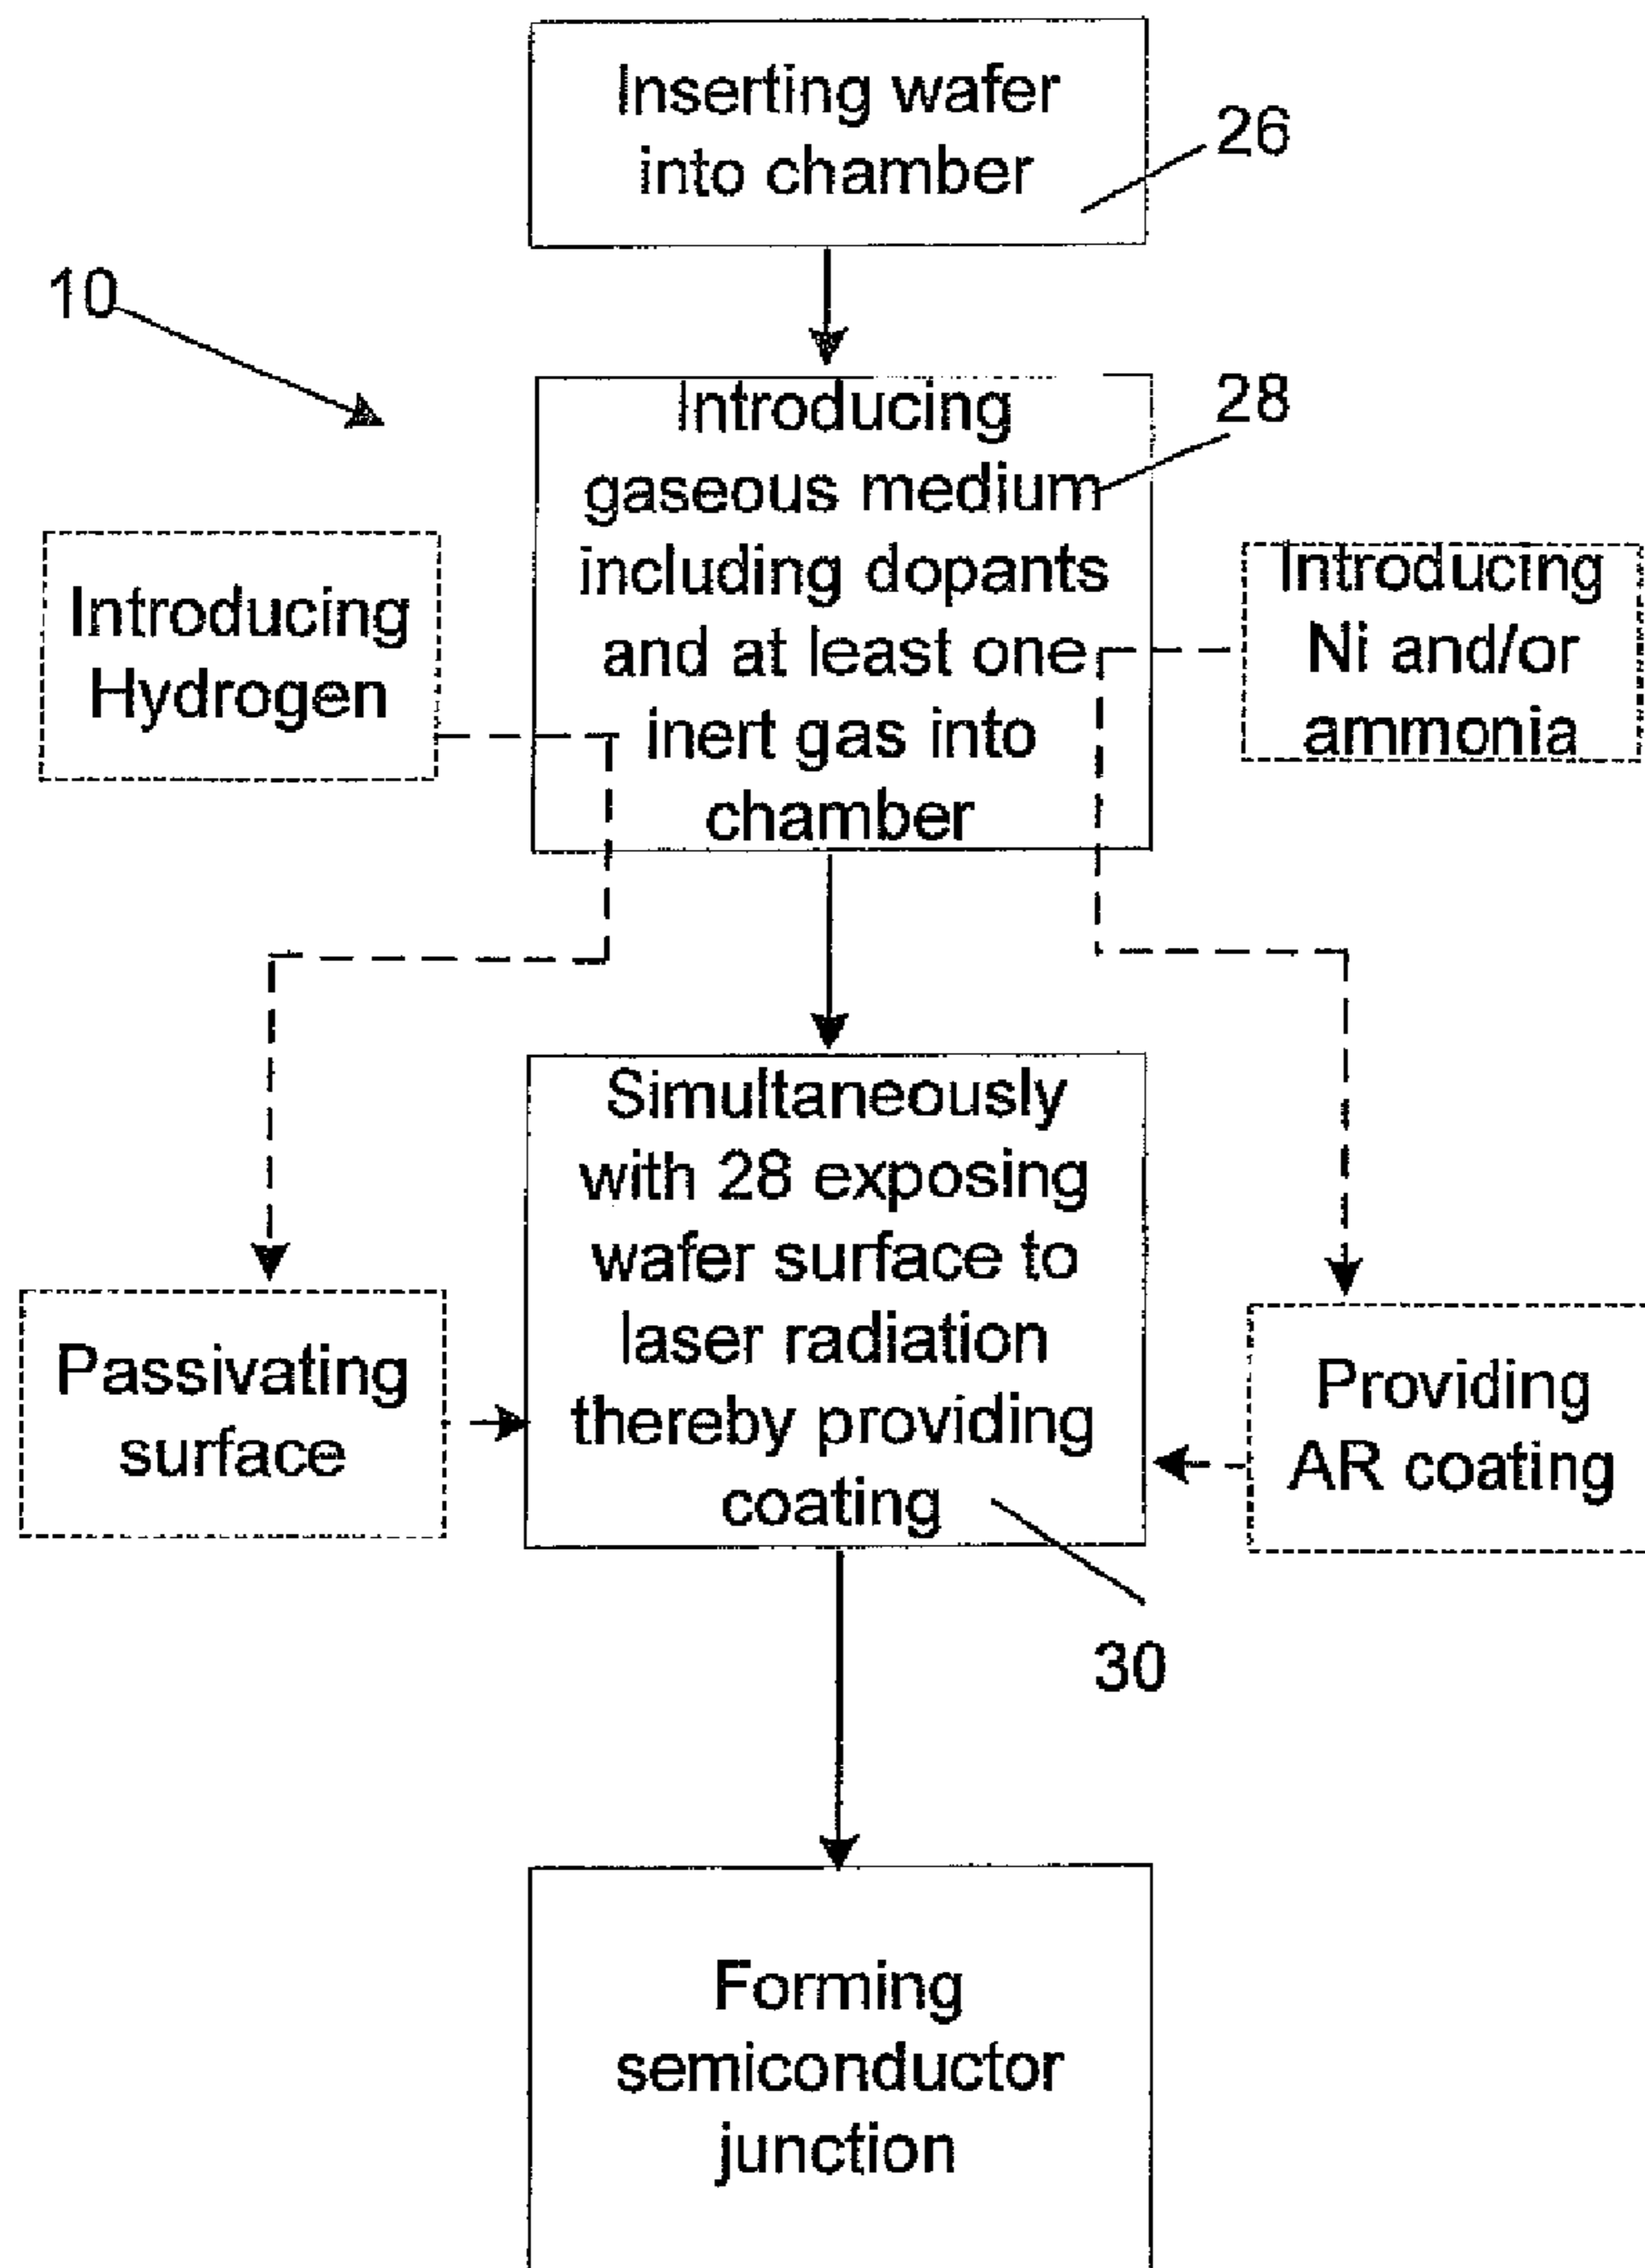 Inserting wafer
into chamber
26
10
Introducing
gaseous medium
including dopants
and at least one
inert gas into
chamber
28
Introducing
Hydrogen
Introducing
Ni and/or
ammonia
Simultaneously
with 28 exposing
wafer surface to
laser radiation
thereby providing
coating
30
Passivating
surface
Providing
AR coating
Forming
semiconductor
junction